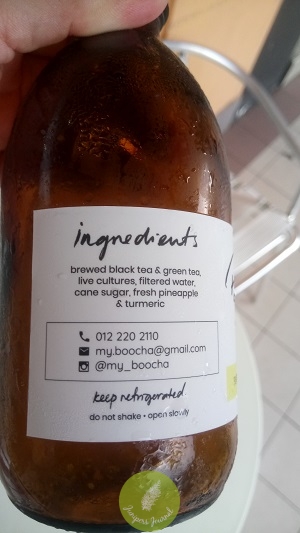 ingredients
brewed black tea & green tea,
live cultures, filtered water,
cane sugar, fresh pineapple
& turmeric
012 220 2110
my.boocha@gmail.com
@my_boocha
keep refrigerated
do not shake • open slowly